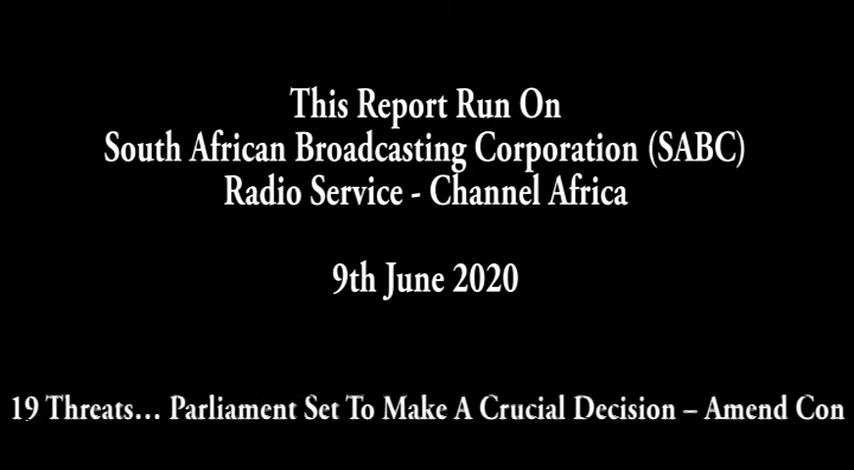 This Report Run On
South African Broadcasting Corporation (SABC)
Radio Service - Channel Africa
9th June 2020
19 Threats... Parliament Set To Make A Crucial Decision – Amend Con